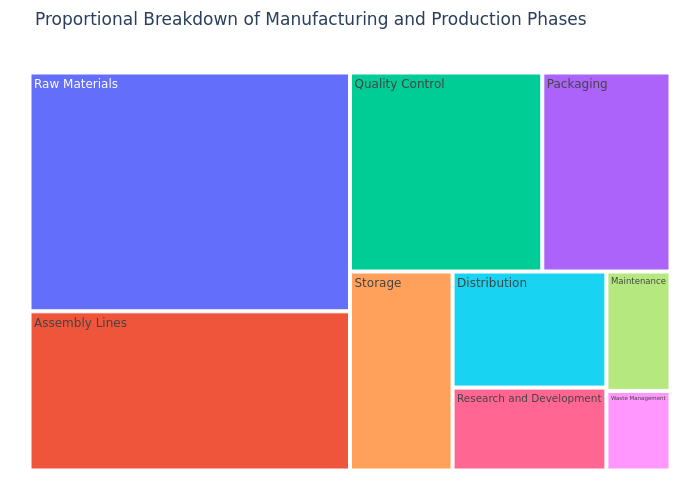 Proportional Breakdown of Manufacturing and Production Phases
Raw Materials
Quality Control
Packaging
Storage
Distribution
Maintenance
Assembly Lines
Research and Development
Waste Management